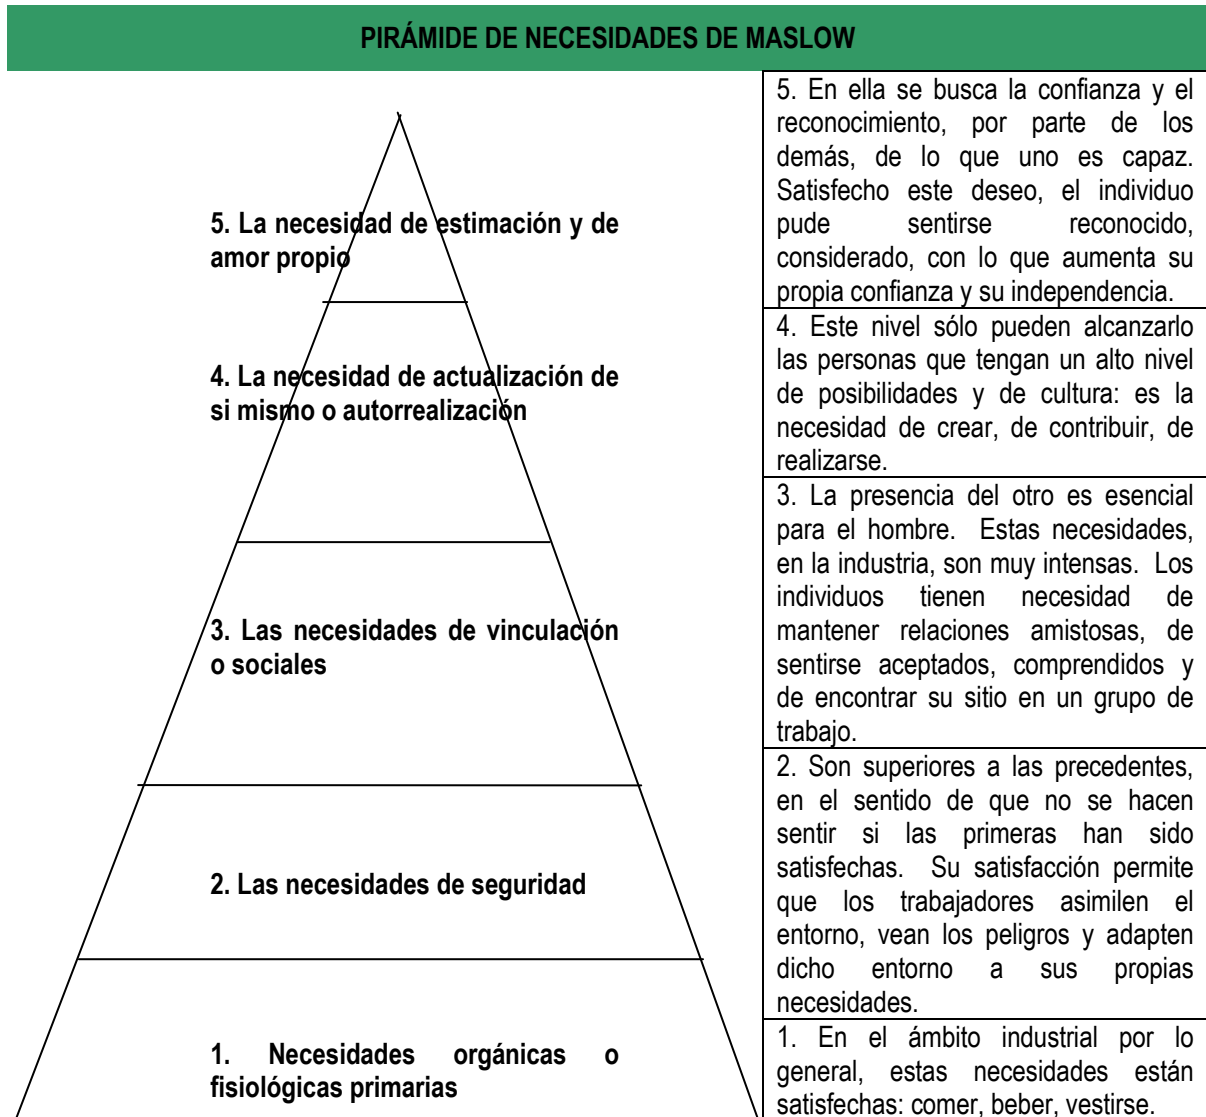 PIRÁMIDE DE NECESIDADES DE MASLOW
5. La necesidad de estimación y de
amor propio
5. En ella se busca la confianza y el
reconocimiento, por parte de los
demás, de lo que uno es capaz.
Satisfecho este deseo, el individuo
pude sentirse reconocido,
considerado, con lo que aumenta su
propia confianza y su independencia.
4. La necesidad de actualización de
si mismo o autorrealización
4. Este nivel sólo pueden alcanzarlo
las personas que tengan un alto nivel
de posibilidades y de cultura: es la
necesidad de crear, de contribuir, de
realizarse.
3. Las necesidades de vinculación
o sociales
3. La presencia del otro es esencial
para el hombre. Estas necesidades,
en la industria, son muy intensas. Los
individuos tienen necesidad de
mantener relaciones amistosas, de
sentirse aceptados, comprendidos y
de encontrar su sitio en un grupo de
trabajo.
2. Las necesidades de seguridad
2. Son superiores a las precedentes,
en el sentido de que no se hacen
sentir si las primeras han sido
satisfechas. Su satisfacción permite
que los trabajadores asimilen el
entorno, vean los peligros y adapten
dicho entorno a sus propias
necesidades.
1. Necesidades orgánicas o
fisiológicas primarias
1. En el ámbito industrial por lo
general, estas necesidades están
satisfechas: comer, beber, vestirse.